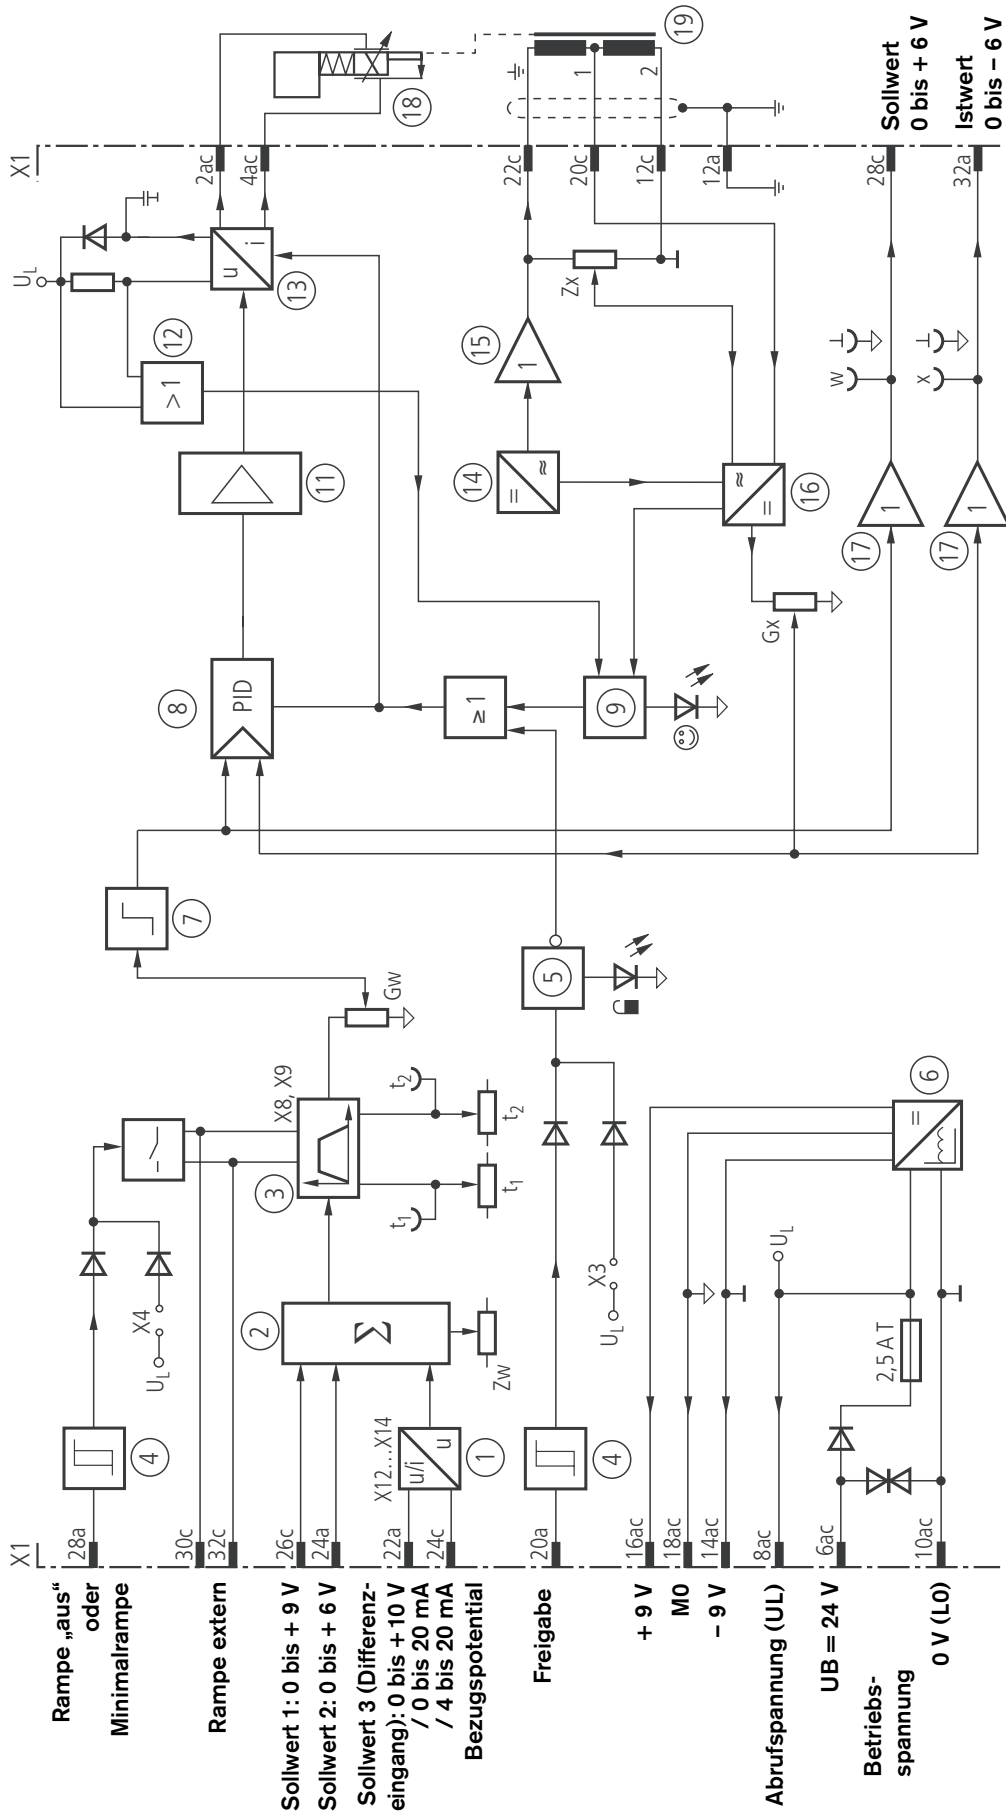 X1
Rampe „aus“
oder
Minimalrampe
28a
Rampe extern
30c
32c
Sollwert 1: 0 bis + 9 V
26c
Sollwert 2: 0 bis + 6 V
24a
Sollwert 3 (Differenz-
eingang): 0 bis + 10 V
/ 0 bis 20 mA
/ 4 bis 20 mA
Bezugspotential
22a
24c
Freigabe
20a
+ 9 V
16ac
M0
18ac
– 9 V
14ac
Abrufspannung (UL)
8ac
UB = 24 V
6ac
Betriebs-
spannung
0 V (L0)
10ac
4
UL
X4
X12...X14
u/i
u
1
2
Σ
Zw
3
X8, X9
t1
t1
t2
t2
Gw
7
4
UL
X3
5
2,5 A T
UL
=
6
8
PID
≥ 1
9
11
> 1
12
UL
u
i
13
14
=
≈
15
1
Zx
≈
=
16
Gx
17
1
w
⊥
17
1
x
⊥
X1
2ac
4ac
18
22c
20c
12c
12a
1
2
19
28c
Sollwert
0 bis + 6 V
32a
Istwert
0 bis – 6 V